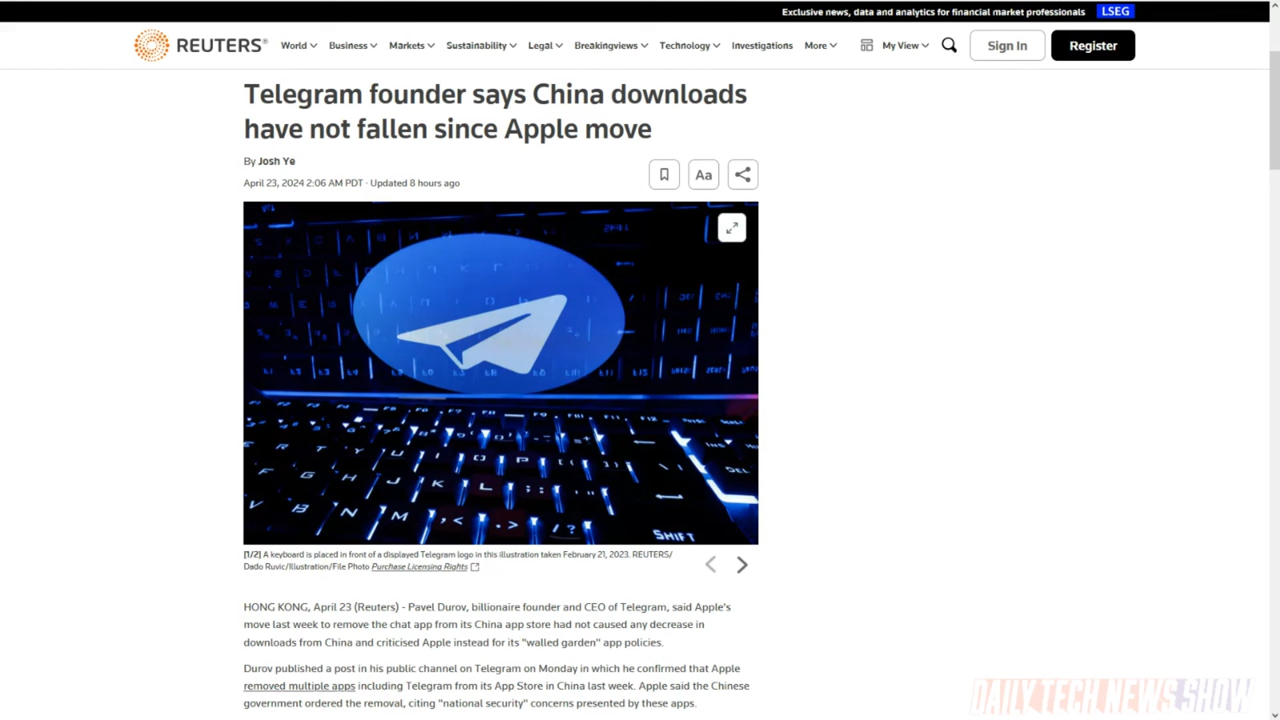 Exclusive news, data and analytics for financial market professionals LSEG
REUTERS® World Business Markets Sustainability Legal Breakingviews Technology Investigations More My View Sign In Register
Telegram founder says China downloads
have not fallen since Apple move
By Josh Ye
April 23, 2024 2:06 AM PDT · Updated 8 hours ago
Aa
[1/2] A keyboard is placed in front of a displayed Telegram logo in this illustration taken February 21, 2023. REUTERS/
Dado Ruvic/Illustration/File Photo Purchase Licensing Rights
HONG KONG, April 23 (Reuters) - Pavel Durov, billionaire founder and CEO of Telegram, said Apple's
move last week to remove the chat app from its China app store had not caused any decrease in
downloads from China and criticised Apple instead for its "walled garden" app policies.
Durov published a post in his public channel on Telegram on Monday in which he confirmed that Apple
removed multiple apps including Telegram from its App Store in China last week. Apple said the Chinese
government ordered the removal, citing "national security" concerns presented by these apps.
DAILY TECH NEWS SHOW